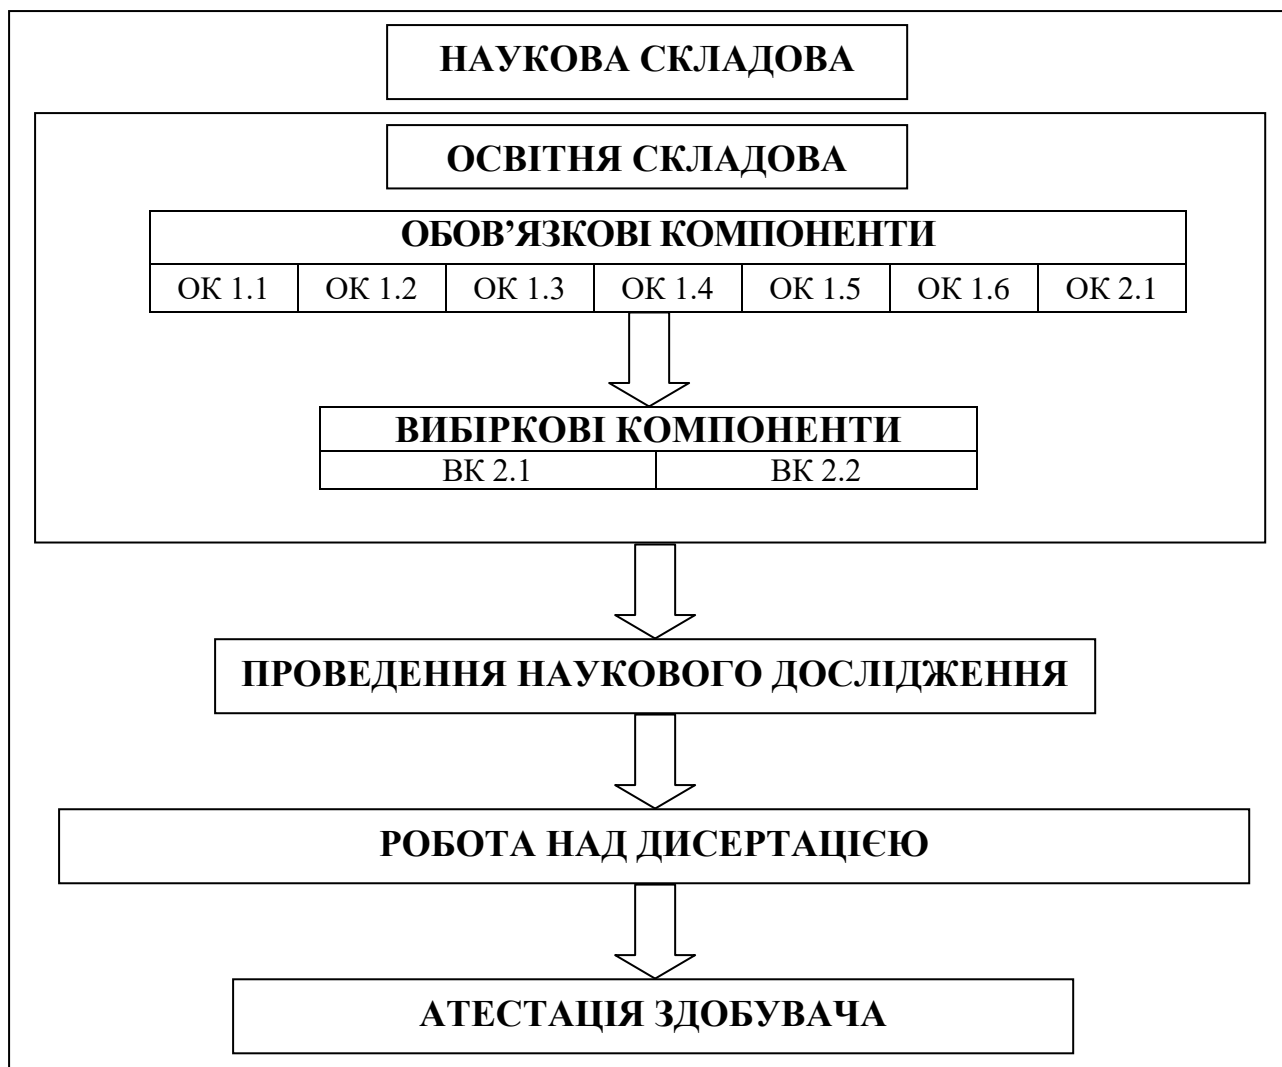 НАУКОВА СКЛАДОВА
ОСВІТНЯ СКЛАДОВА
ОБОВ’ЯЗКОВІ КОМПОНЕНТИ
ОК 1.1 ОК 1.2 ОК 1.3 ОК 1.4 ОК 1.5 ОК 1.6 ОК 2.1
ВИБІРКОВІ КОМПОНЕНТИ
ВК 2.1 ВК 2.2
ПРОВЕДЕННЯ НАУКОВОГО ДОСЛІДЖЕННЯ
РОБОТА НАД ДИСЕРТАЦІЄЮ
АТЕСТАЦІЯ ЗДОБУВАЧА